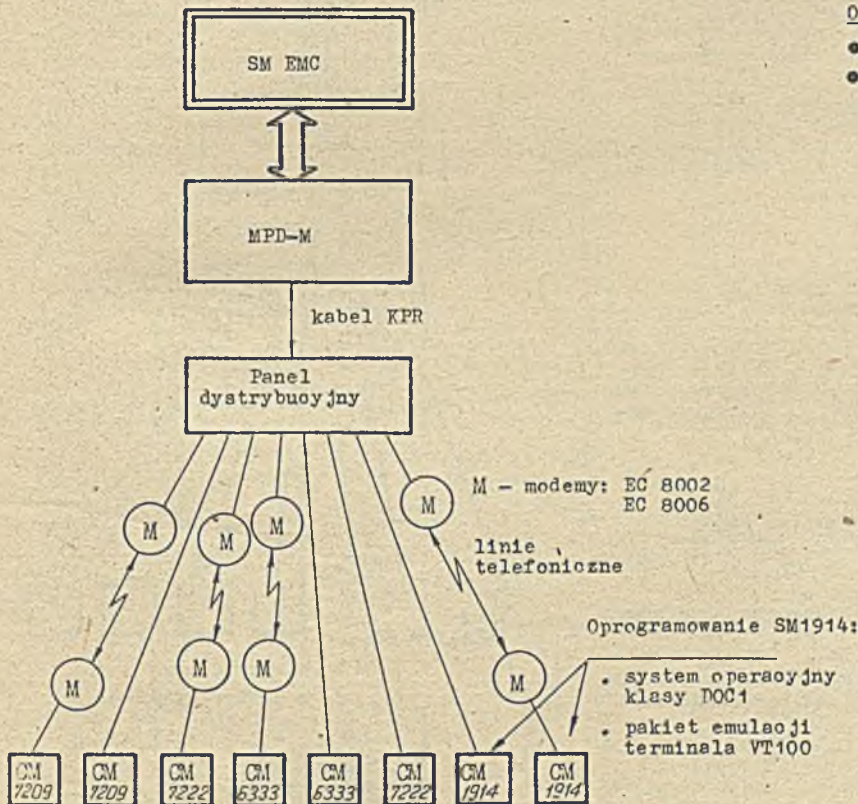 SM EMC
MPD-M
kabel KPR
Panel
dystrybucyjny
M — modemy: EC 8002
EC 8006
M
M
M
M
linie
telefoniczne
M
M
M
M
Oprogramowanie SM1914:
• system operacyjny
klasy DOC1
• pakiet emulacji
terminala VT100
CM
7209
CM
7209
CM
7222
CM
6333
CM
6333
CM
7222
CM
1914
CM
1914